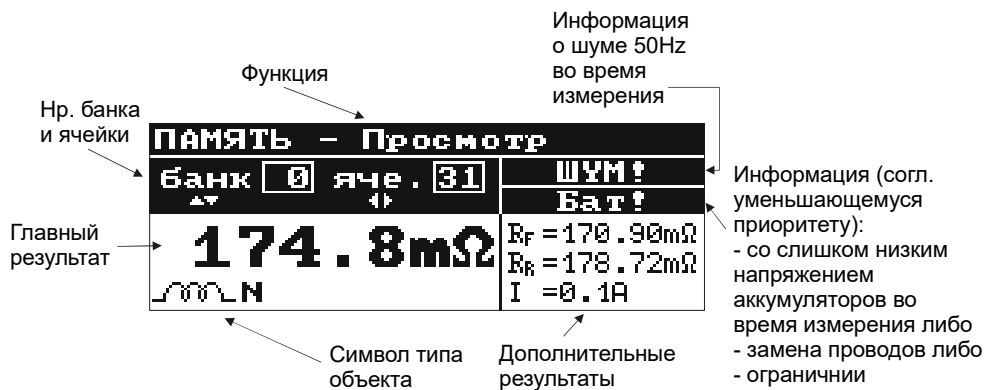 Информация
о шуме 50Hz
во время
измерения
Функция
Нр. банка
и ячейки
ПАМЯТЬ - Просмотр
банк 0 яче. 31
ШУМ!
Бат!
Главный
результат
174.8mΩ
N
RF =170.90mΩ
RR =178.72mΩ
I =0.1A
Информация (согл.
уменьшающемуся
приоритету):
- со слишком низким
напряжением
аккумуляторов во
время измерения либо
- замена проводов либо
- ограничнии
Символ типа
объекта
Дополнительные
результаты